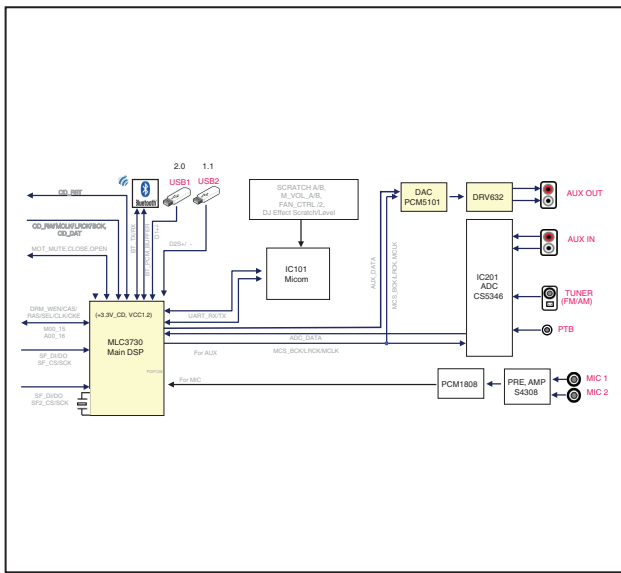 2.0
1.1
USB1
USB2
Bluetooth
CD_RST
CD_RAF/MCLK/LRCK/BCK,
CD_DAT
MOT_MUTE,CLOSE,OPEN
BT_TX/RX
BT_PCM_BURFER
D1+/-
D2S+/ -
SCRATCH A/B,
M_VOL_A/B,
FAN_CTRL /2,
DJ Effect Scratch/Level
IC101
Micom
DAC
PCM5101
DRV632
AUX OUT
AUX IN
IC201
ADC
CS5346
TUNER
(FM/AM)
PTB
AUX_DATA
MCS_BCK/LRCK,MCLK
DRM_WEN/CAS/
RAS/SEL/CLK/CKE
M00_15
A00_16
SF_DI/DO
SF_CS/SCK
SF_DI/DO
SF2_CS/SCK
(+3.3V_CD, VCC1.2)
MLC3730
Main DSP
UART_RX/TX
ADC_DATA
For AUX
MCS_BCK/LRCK/MCLK
For MIC
PCM1808
PRE, AMP
S4308
MIC 1
MIC 2